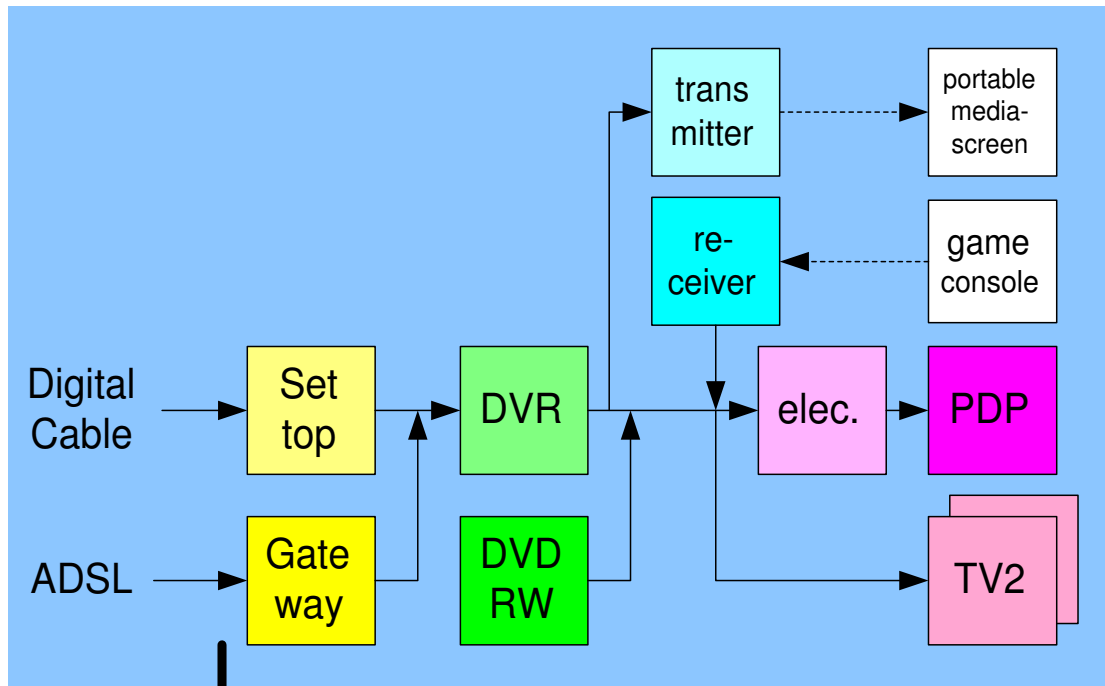 trans
mitter
portable
media-
screen
re-
ceiver
game
console
Digital
Cable
Set
top
DVR
elec.
PDP
ADSL
Gate
way
DVD
RW
TV2